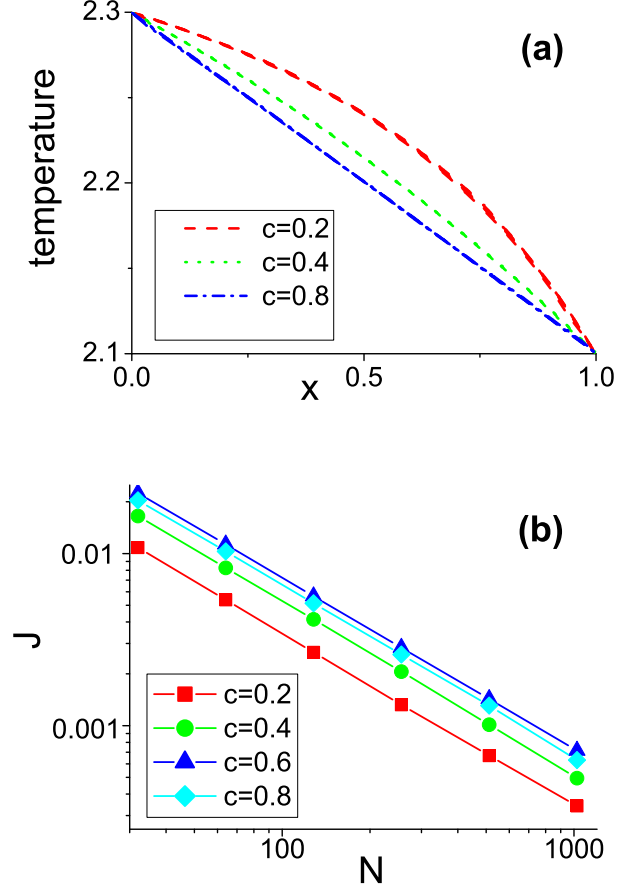 2.3
(a)
temperature
2.2
c=0.2
c=0.4
c=0.8
2.1
0.0
0.5
1.0
x
(b)
0.01
J
0.001
c=0.2
c=0.4
c=0.6
c=0.8
100
1000
N